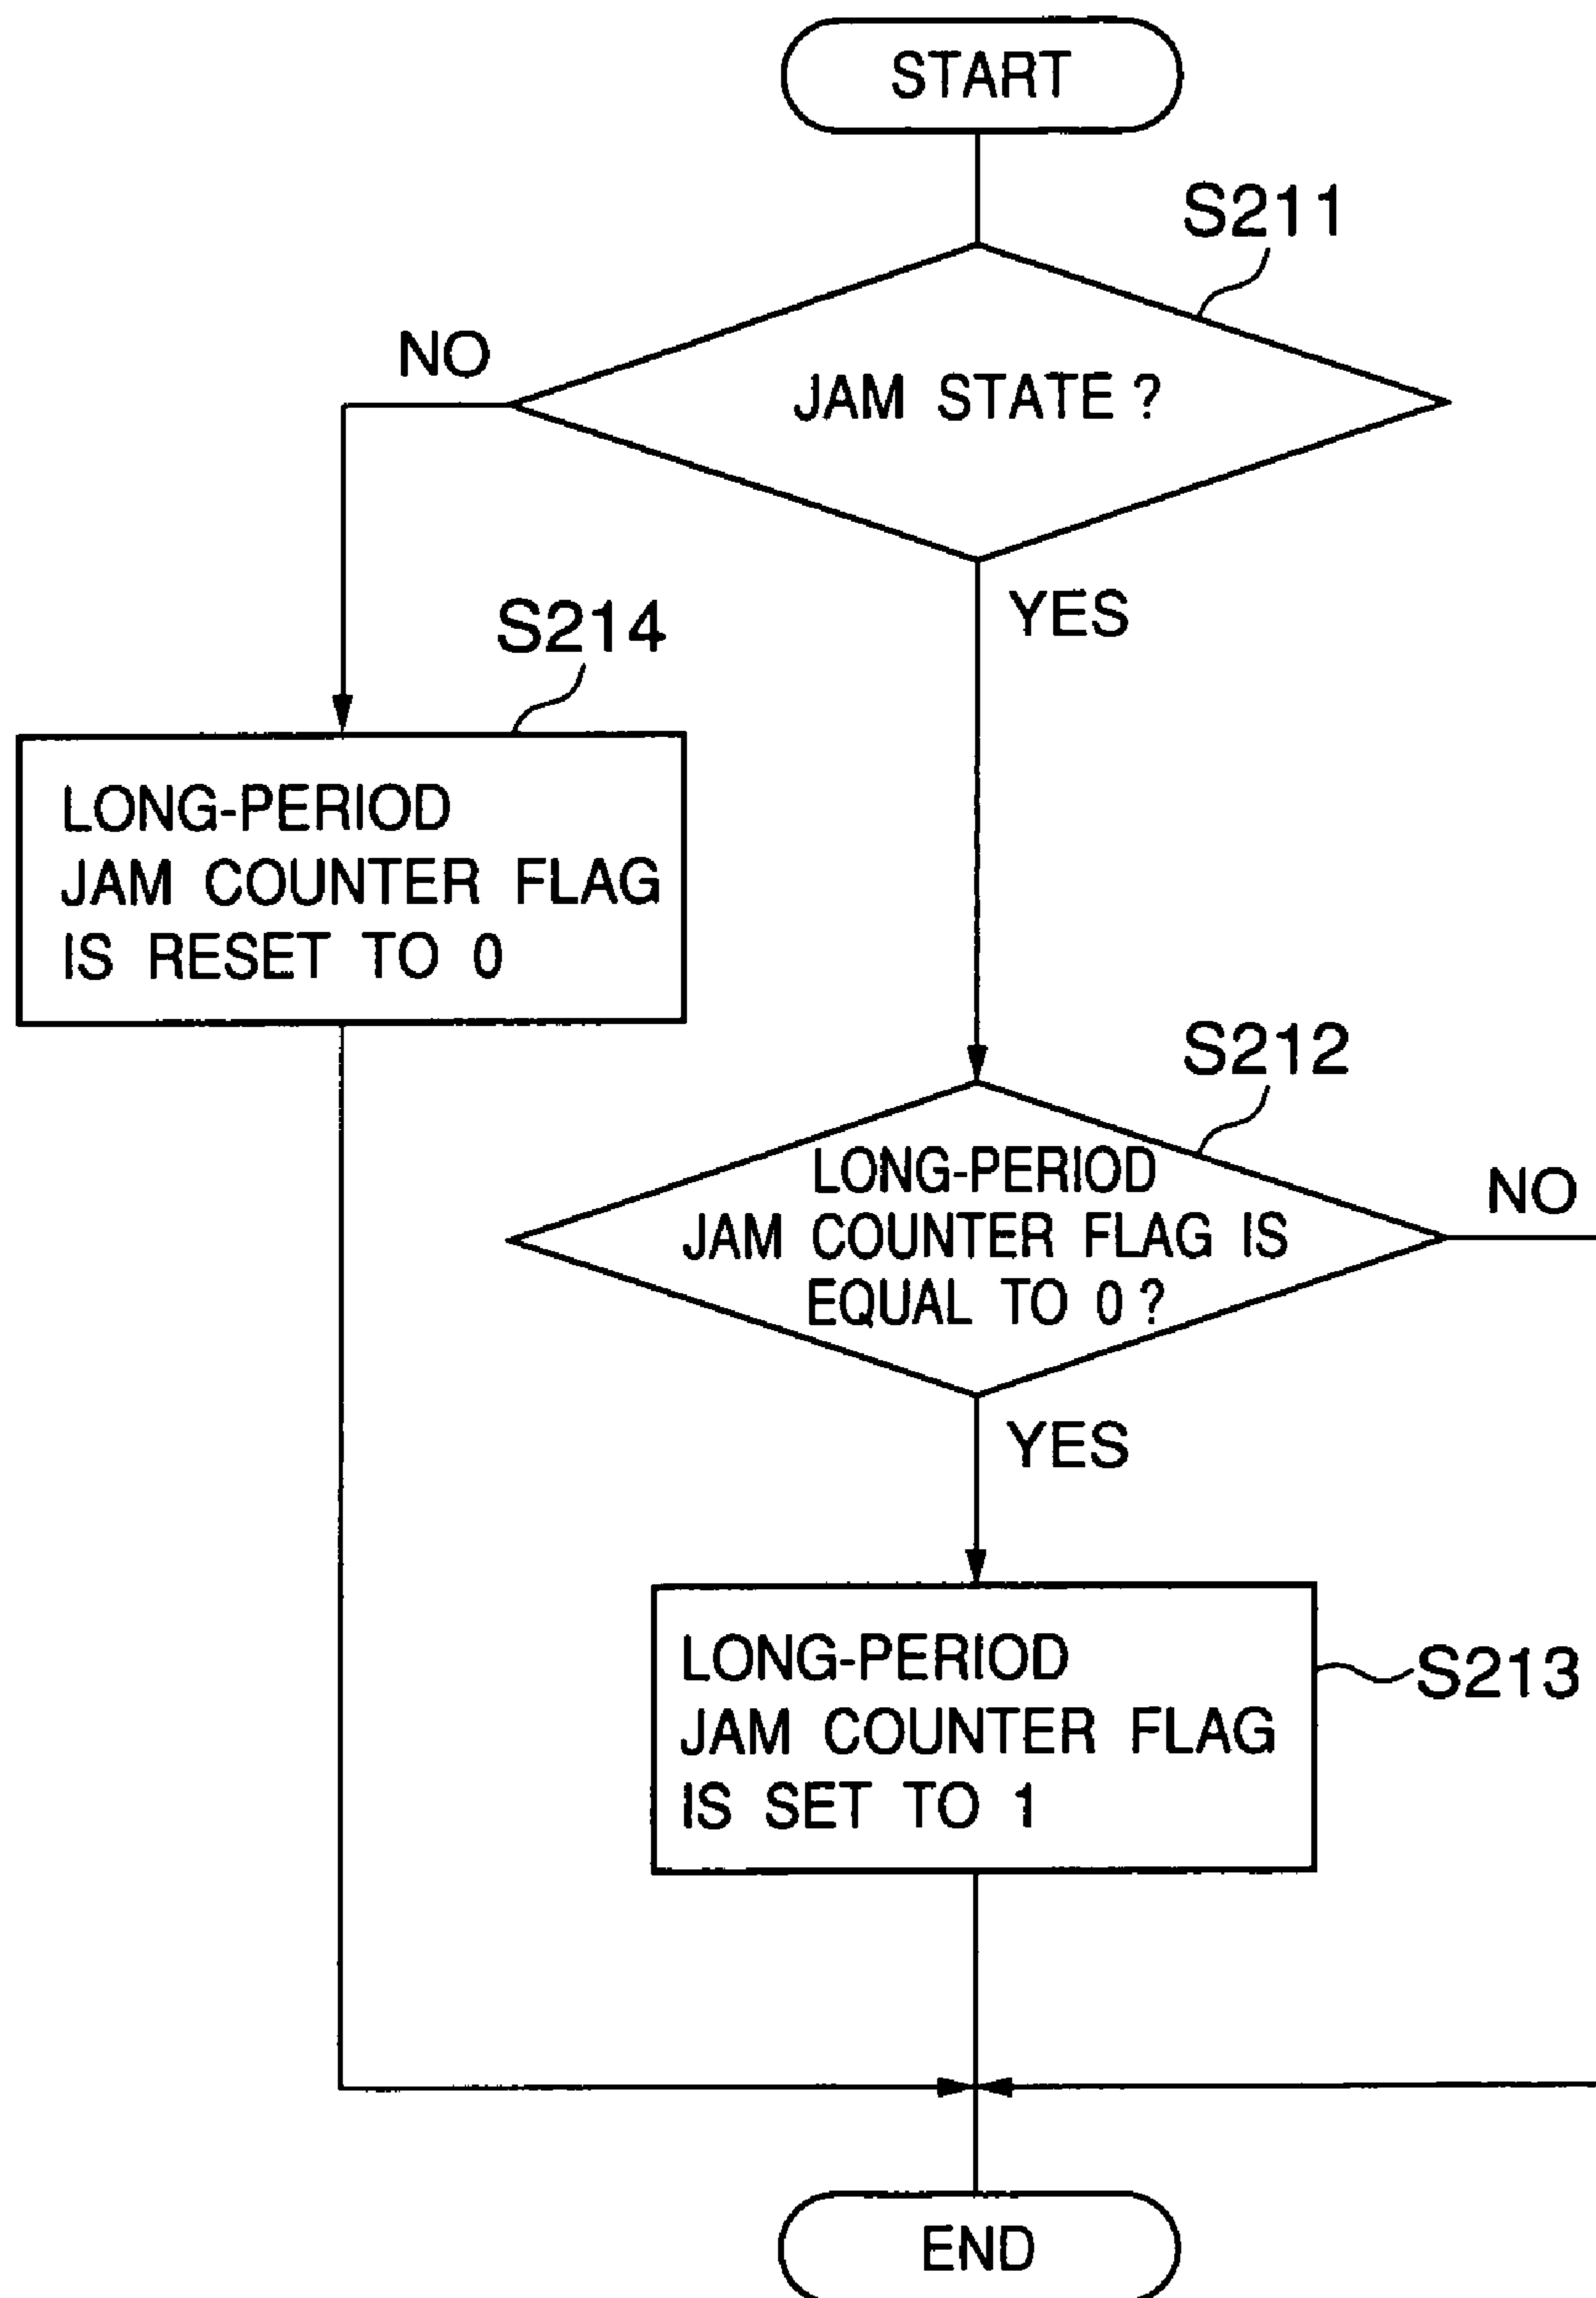 START
S211
NO
JAM STATE ?
YES
S214
LONG-PERIOD
JAM COUNTER FLAG
IS RESET TO 0
S212
LONG-PERIOD
JAM COUNTER FLAG IS
EQUAL TO 0 ?
NO
YES
LONG-PERIOD
JAM COUNTER FLAG
IS SET TO 1
S213
END